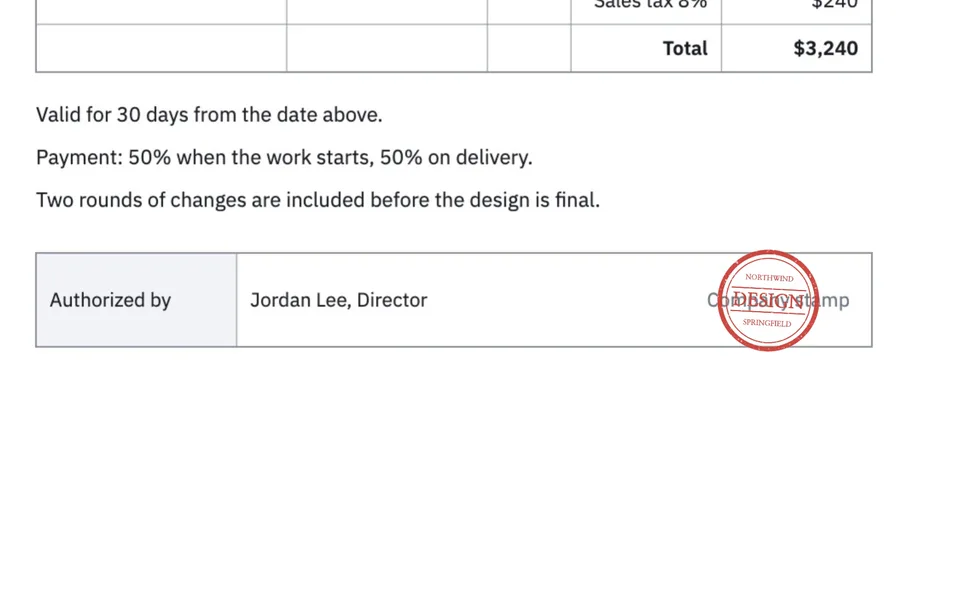 Sales tax 8% $240
Total $3,240
Valid for 30 days from the date above.
Payment: 50% when the work starts, 50% on delivery.
Two rounds of changes are included before the design is final.
Authorized by Jordan Lee, Director Company stamp
NORTHWIND
DESIGN
SPRINGFIELD